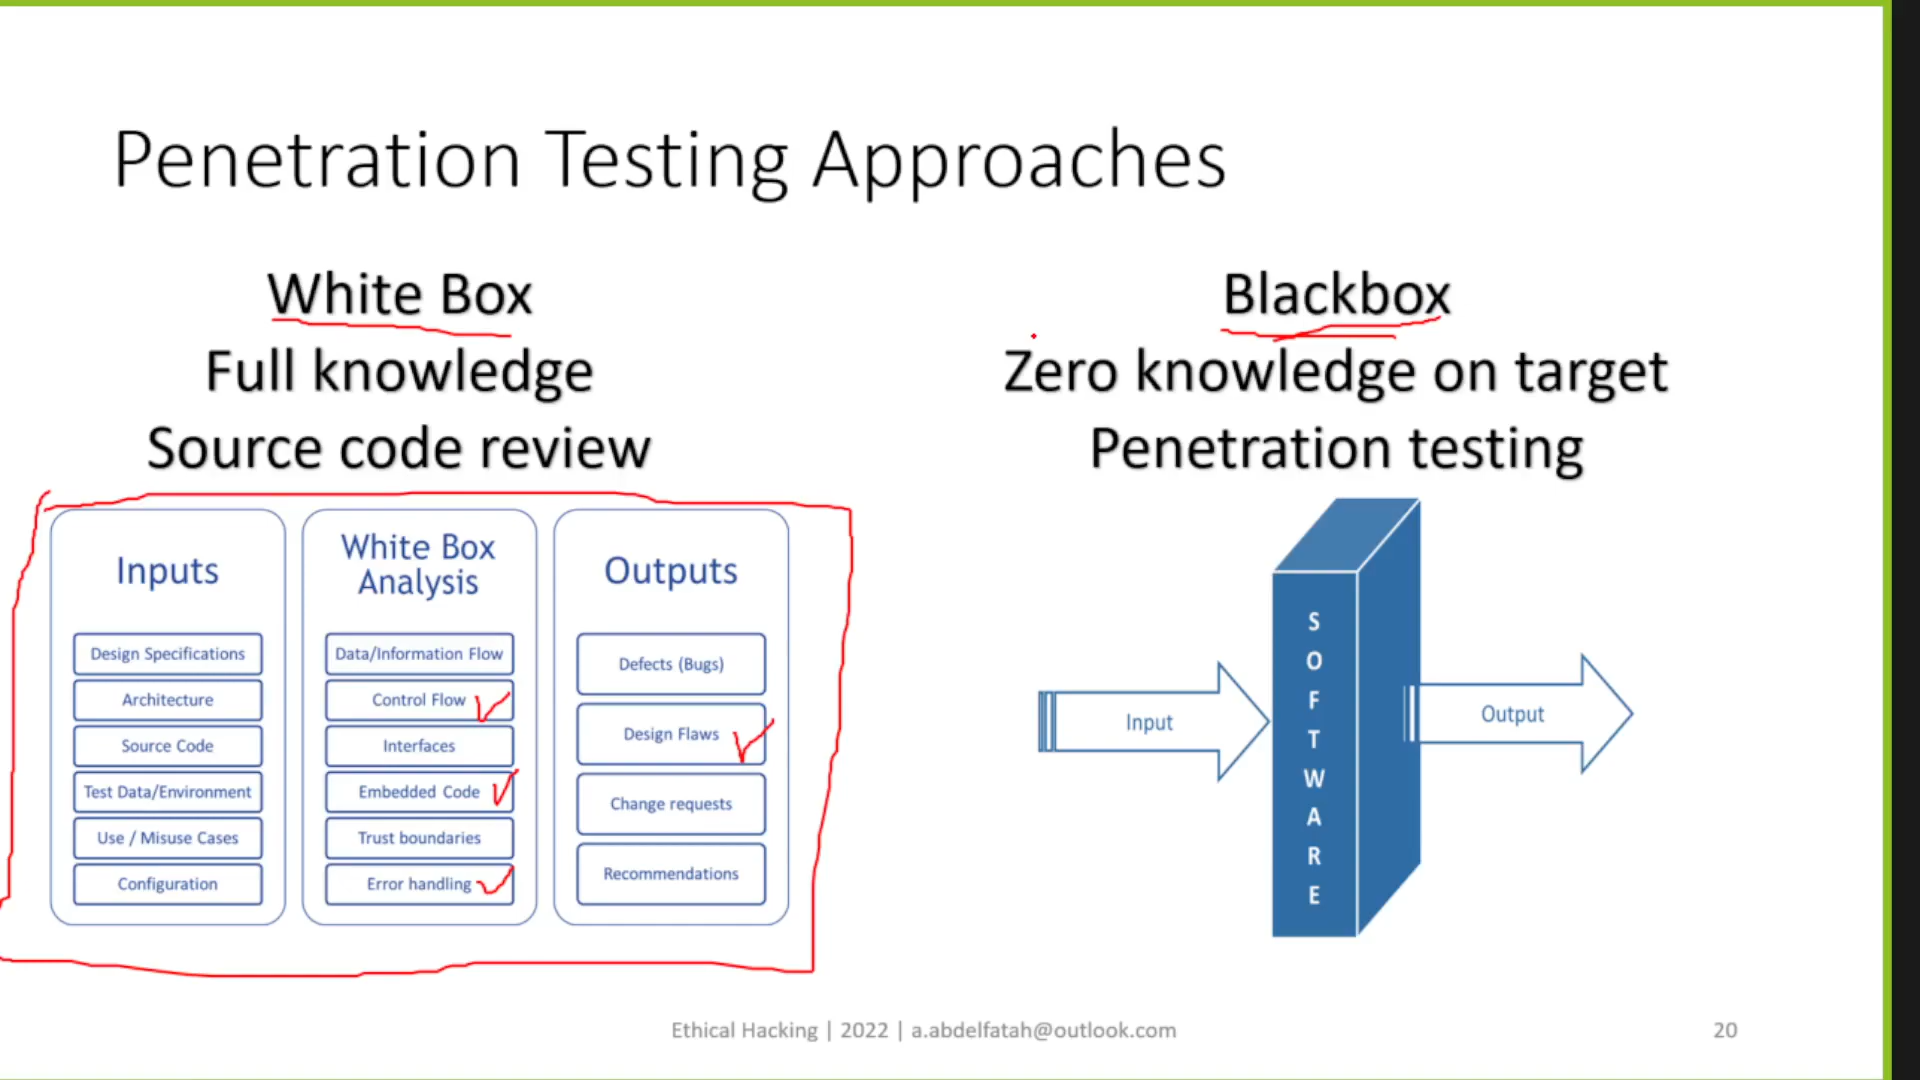 Penetration Testing Approaches
White Box
Full knowledge
Source code review
Inputs
Design Specifications
Architecture
Source Code
Test Data/Environment
Use / Misuse Cases
Configuration
White Box
Analysis
Data/Information Flow
Control Flow
Interfaces
Embedded Code
Trust boundaries
Error handling
Outputs
Defects (Bugs)
Design Flaws
Change requests
Recommendations
Blackbox
Zero knowledge on target
Penetration testing
Input
SOFTWARE
Output
Ethical Hacking | 2022 | a.abdelfatah@outlook.com
20